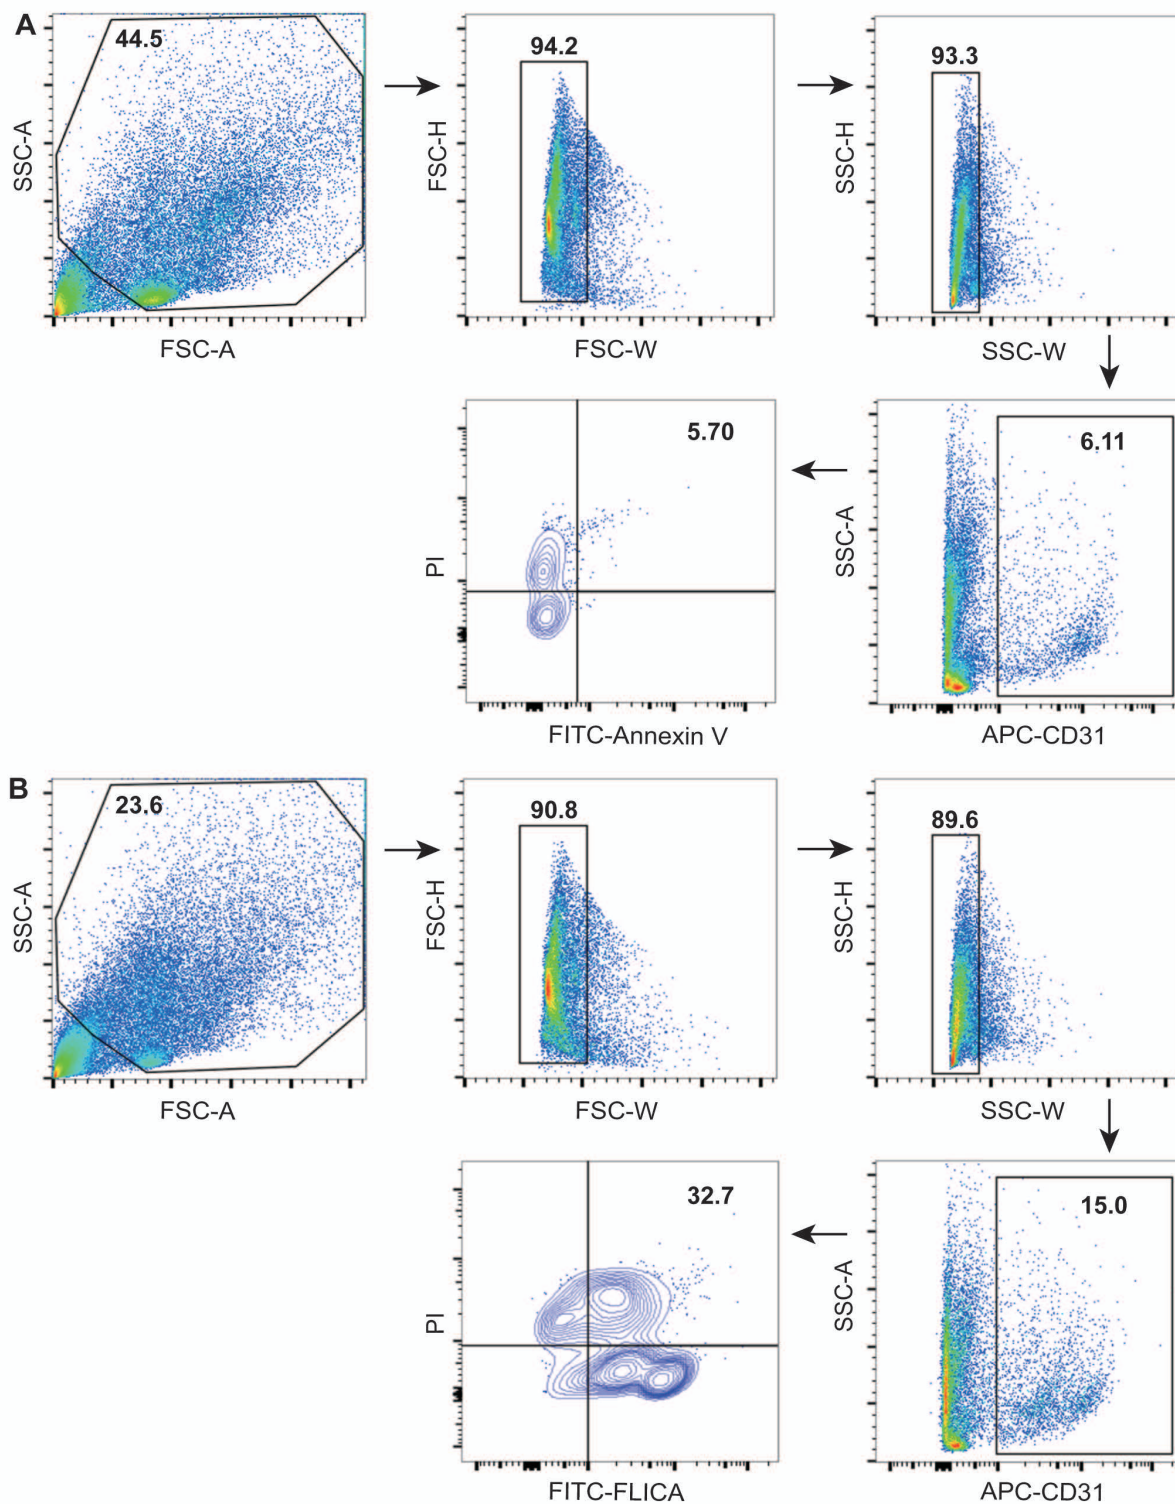 A
44.5
SSC-A
FSC-A
94.2
FSC-H
FSC-W
93.3
SSC-H
SSC-W
5.70
PI
FITC-Annexin V
6.11
SSC-A
APC-CD31
B
23.6
SSC-A
FSC-A
90.8
FSC-H
FSC-W
89.6
SSC-H
SSC-W
32.7
PI
FITC-FLICA
15.0
SSC-A
APC-CD31